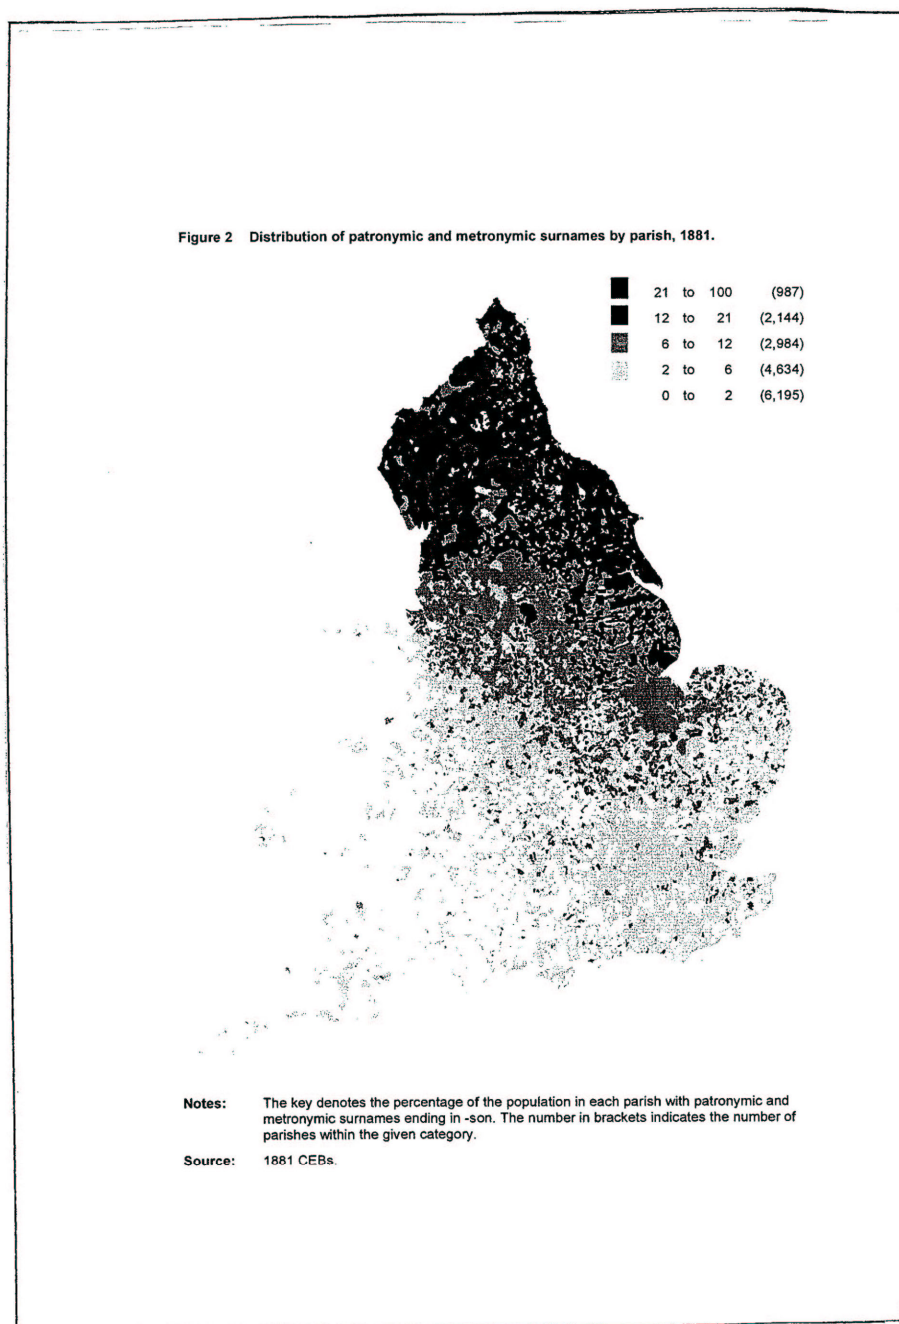 Figure 2 Distribution of patronymic and metronymic surnames by parish, 1881.
21 to 100 (987)
12 to 21 (2,144)
6 to 12 (2,984)
2 to 6 (4,634)
0 to 2 (6,195)
Notes: The key denotes the percentage of the population in each parish with patronymic and
metronymic surnames ending in -son. The number in brackets indicates the number of
parishes within the given category.
Source: 1881 CEBs.